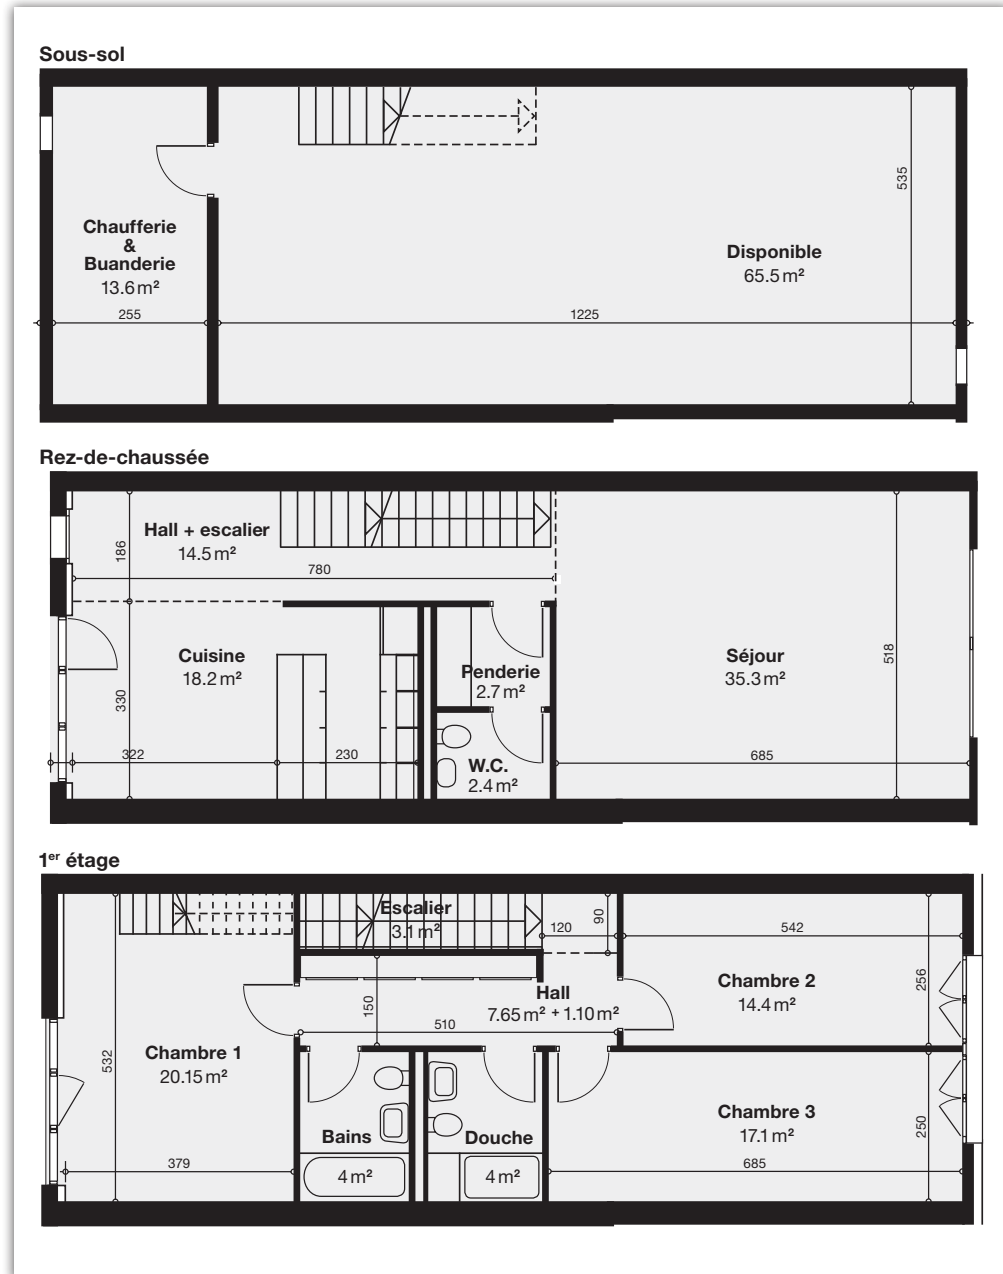 Sous-sol
535
Chaufferie
&
Buanderie
13.6 m²
Disponible
65.5 m²
255
1225
Rez-de-chaussée
Hall + escalier
14.5 m²
186
780
Cuisine
18.2 m²
Penderie
2.7 m²
Séjour
35.3 m²
518
330
322
230
W.C.
2.4 m²
685
1er étage
Escalier
3.1 m²
120
90
542
Chambre 2
14.4 m²
256
Hall
7.65 m² + 1.10 m²
150
510
Chambre 1
20.15 m²
532
Chambre 3
17.1 m²
250
Bains
Douche
379
4 m²
4 m²
685